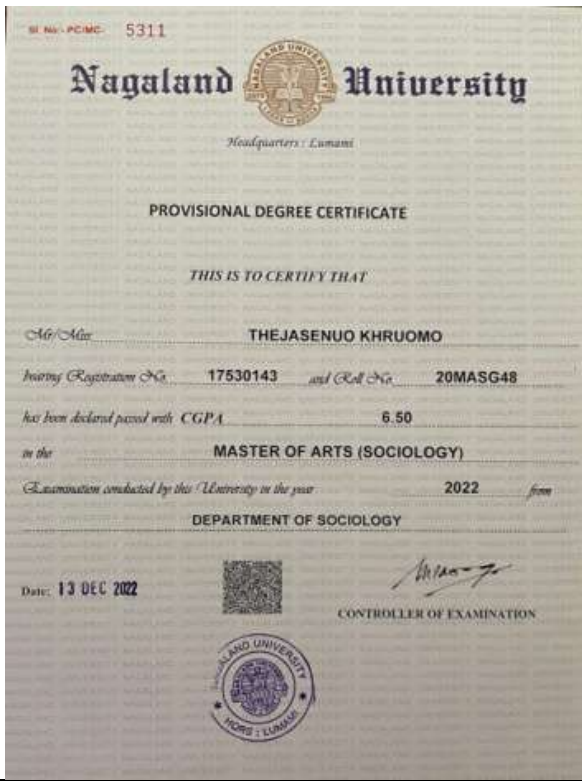 Sl. No:- PC/MC- 5311
Nagaland University
Headquarters : Lumami
PROVISIONAL DEGREE CERTIFICATE
THIS IS TO CERTIFY THAT
Mr/Miss THEJASENUO KHRUOMO
bearing Registration No. 17530143 and Roll No. 20MASG48
has been declared passed with CGPA 6.50
in the MASTER OF ARTS (SOCIOLOGY)
Examination conducted by this University in the year 2022 from
DEPARTMENT OF SOCIOLOGY
Date: 13 DEC 2022
CONTROLLER OF EXAMINATION
NAGALAND UNIVERSITY
HQRS : LUMAMI